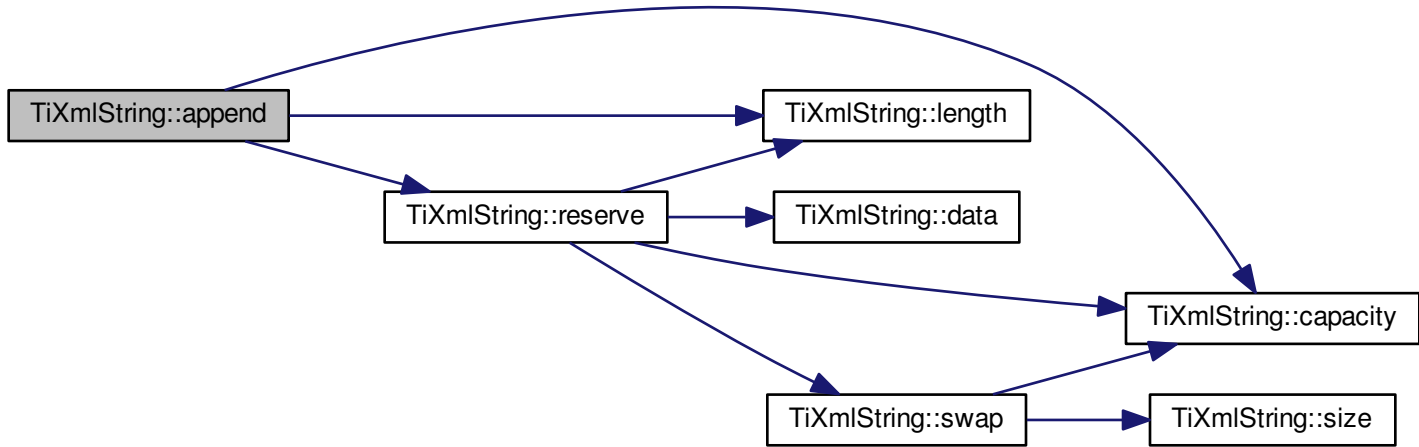 TiXmlString::append
TiXmlString::length
TiXmlString::reserve
TiXmlString::data
TiXmlString::capacity
TiXmlString::swap
TiXmlString::size